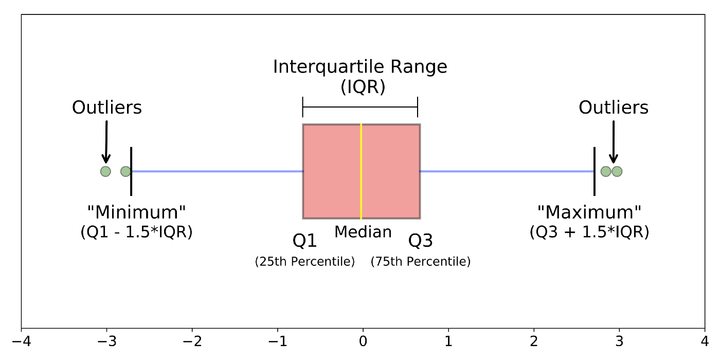 Interquartile Range
(IQR)
Outliers
Outliers
"Minimum"
(Q1 - 1.5*IQR)
"Maximum"
(Q3 + 1.5*IQR)
Median
Q1
Q3
(25th Percentile)
(75th Percentile)
−4
−3
−2
−1
0
1
2
3
4